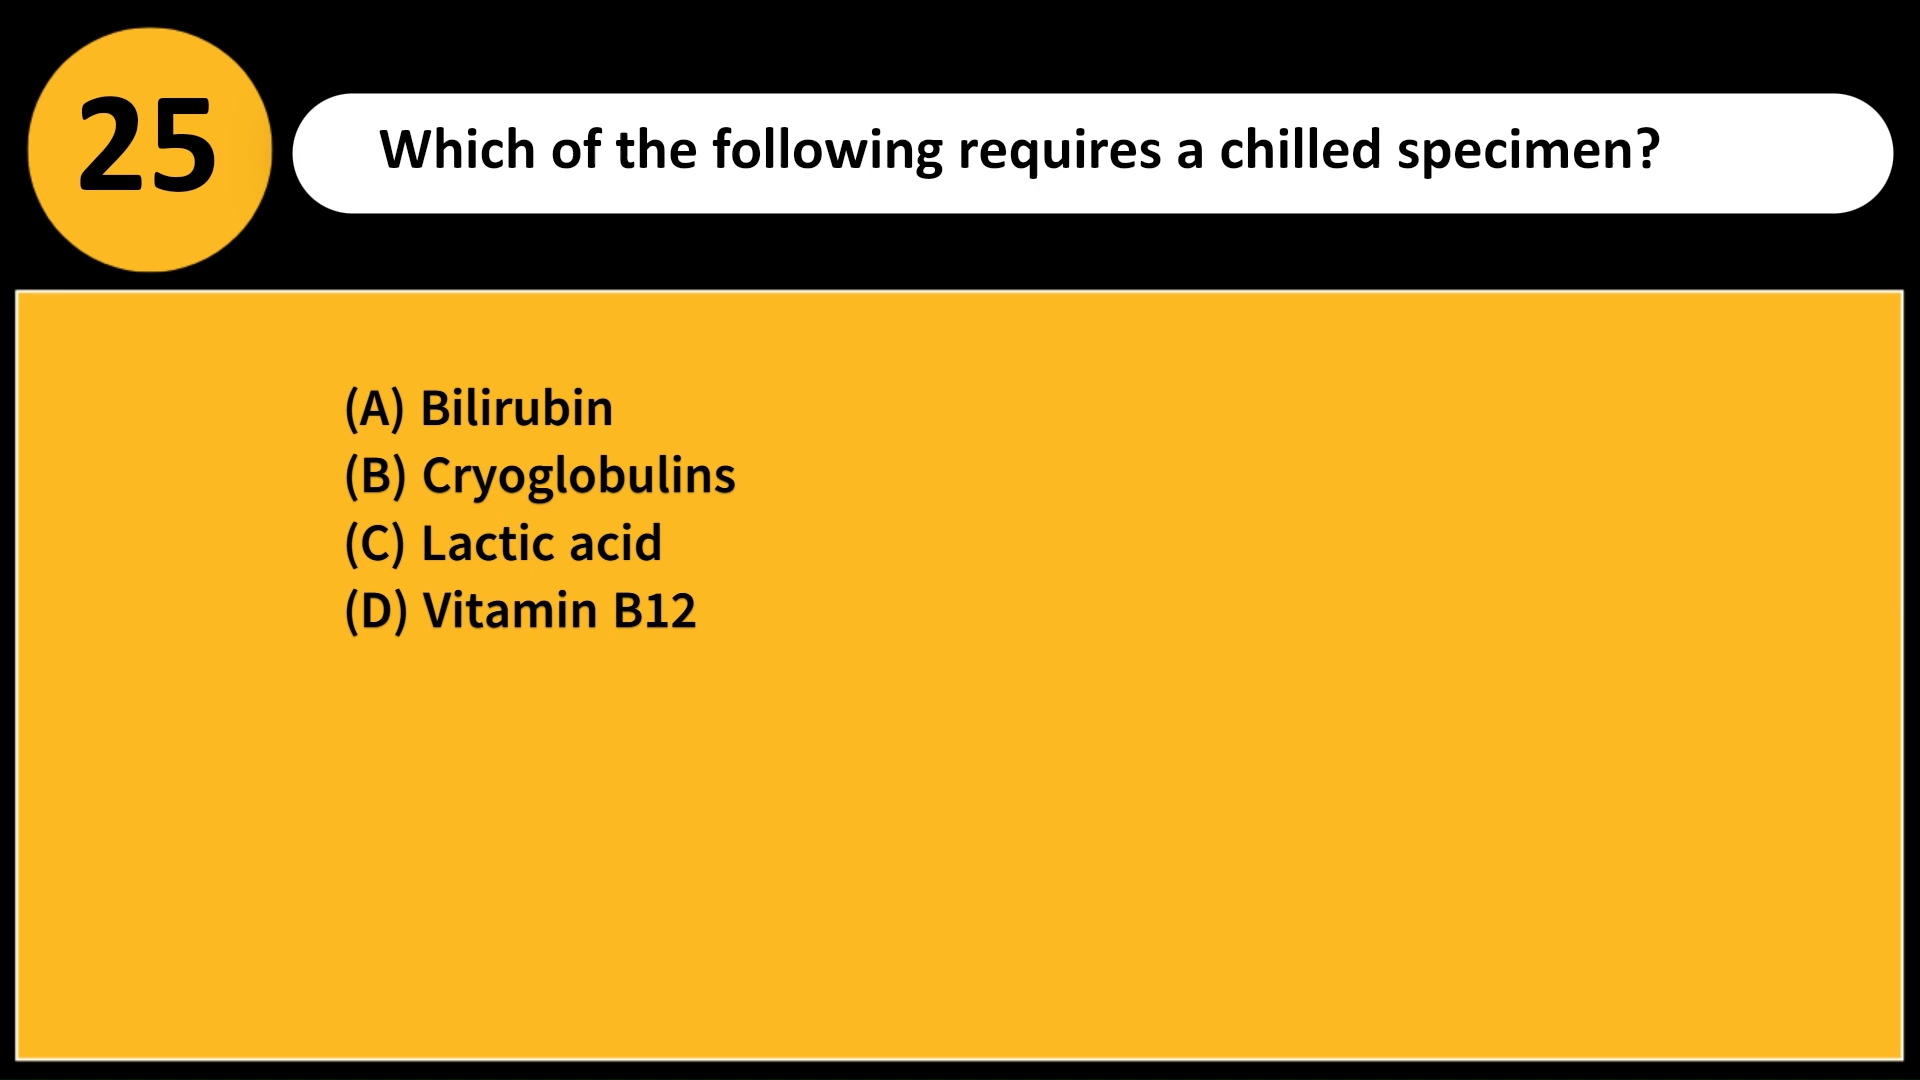 25
Which of the following requires a chilled specimen?
(A) Bilirubin
(B) Cryoglobulins
(C) Lactic acid
(D) Vitamin B12